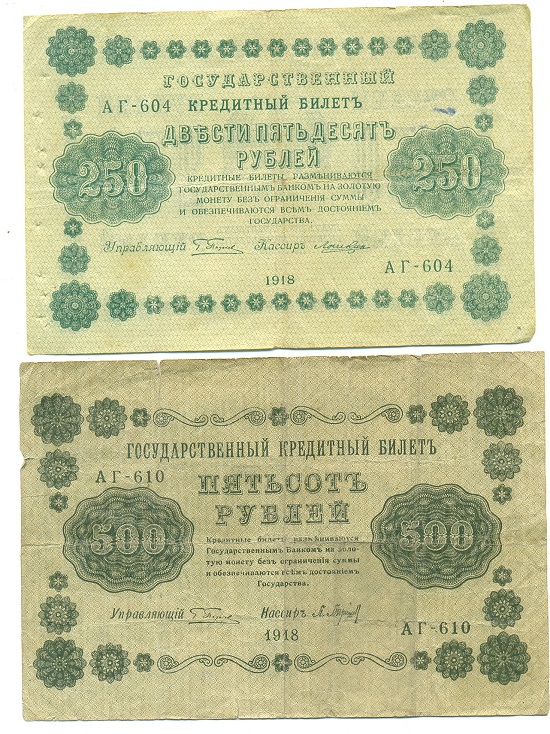 ГОСУДАРСТВЕННЫЙ
АГ-604 КРЕДИТНЫЙ БИЛЕТЪ
ДВѢСТИ ПЯТЬДЕСЯТЪ
РУБЛЕЙ
250 250
КРЕДИТНЫЕ БИЛЕТЫ РАЗМѢНИВАЮТСЯ
ГОСУДАРСТВЕННЫМЪ БАНКОМЪ НА ЗОЛОТУЮ
МОНЕТУ БЕЗЪ ОГРАНИЧЕНІЯ СУММЫ
И ОБЕЗПЕЧИВАЮТСЯ ВСѢМЪ ДОСТОЯНІЕМЪ
ГОСУДАРСТВА.
Управляющій Кассиръ
АГ-604
1918
ГОСУДАРСТВЕННЫЙ КРЕДИТНЫЙ БИЛЕТЪ
АГ-610
ПЯТЬСОТЪ
РУБЛЕЙ
500 500
Кредитные билеты размѣниваются
Государственнымъ Банкомъ на золо-
тую монету безъ ограниченія суммы
и обезпечиваются всѣмъ достояніемъ
Государства.
Управляющій Кассиръ
1918 АГ-610